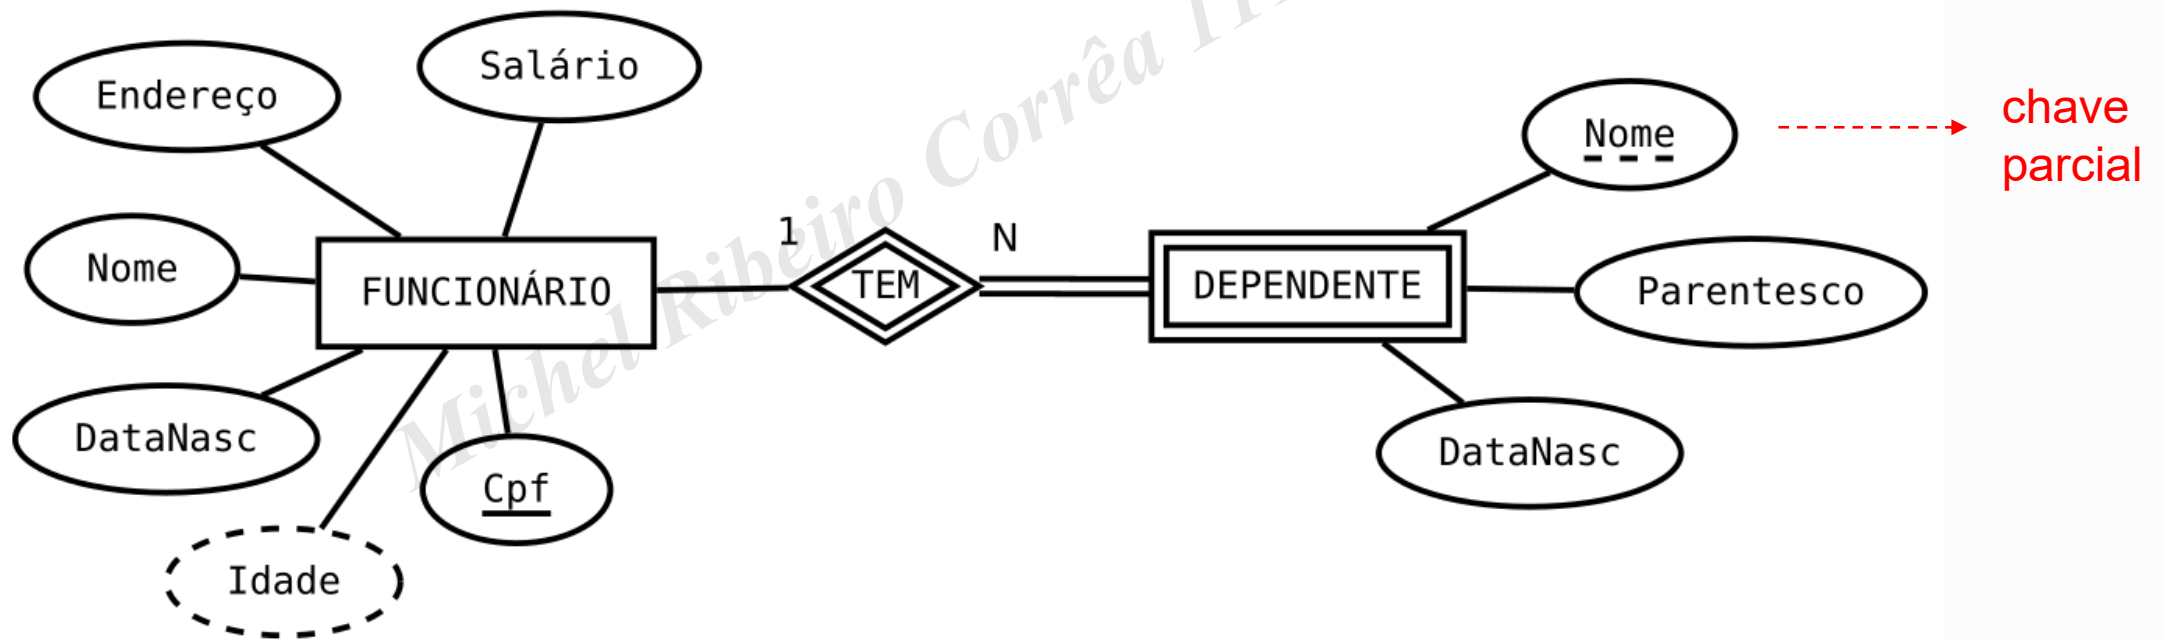 Endereço
Salário
Nome
FUNCIONÁRIO
DataNasc
Idade
Cpf
1
TEM
N
DEPENDENTE
Nome
Parentesco
DataNasc
chave
parcial
Michel Ribeiro Corrêa